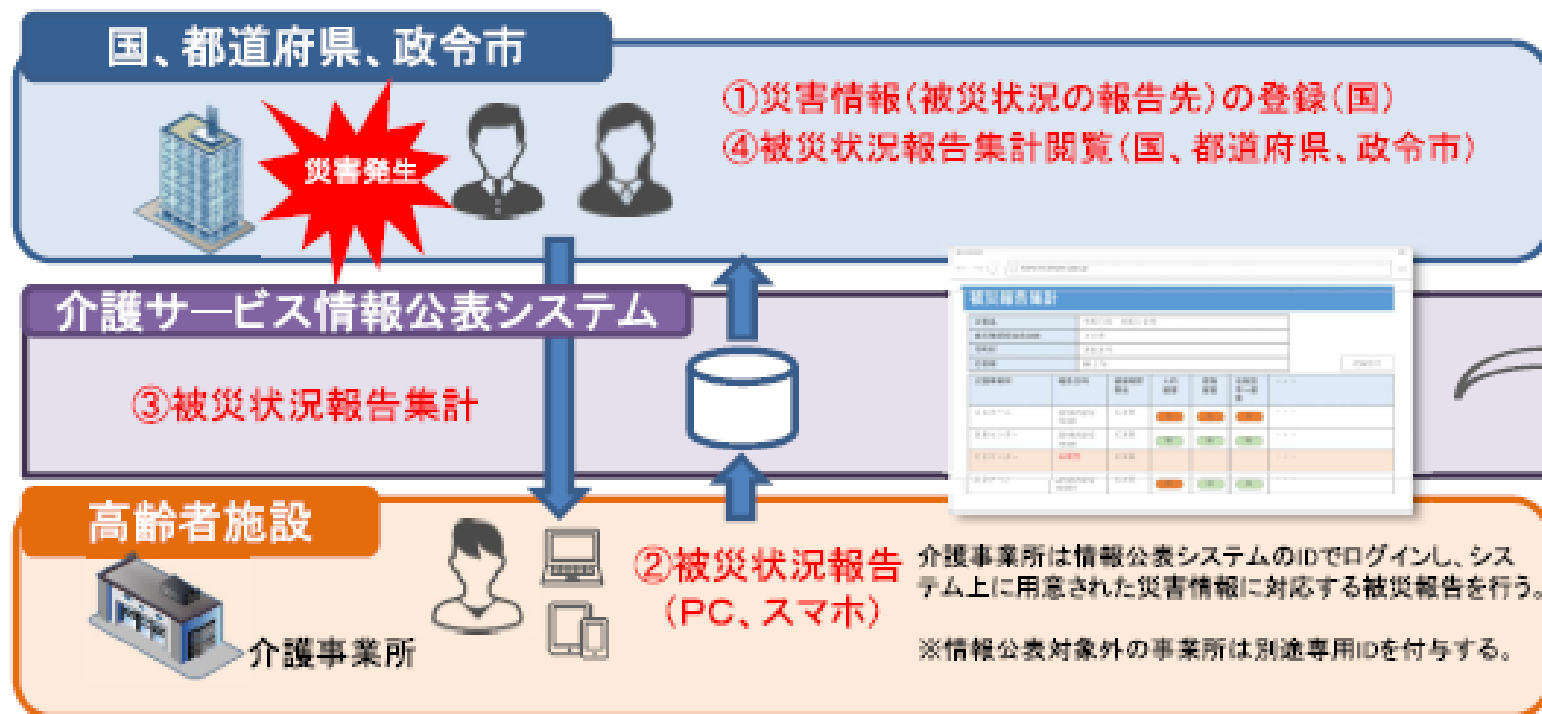 国、都道府県、政令市
災害発生
①災害情報(被災状況の報告先)の登録(国)
④被災状況報告集計閲覧(国、都道府県、政令市)
介護サービス情報公表システム
③被災状況報告集計
被災報告集計
高齢者施設
介護事業所
②被災状況報告
(PC、スマホ)
介護事業所は情報公表システムのIDでログインし、シス
テム上に用意された災害情報に対応する被災報告を行う。
※情報公表対象外の事業所は別途専用IDを付与する。